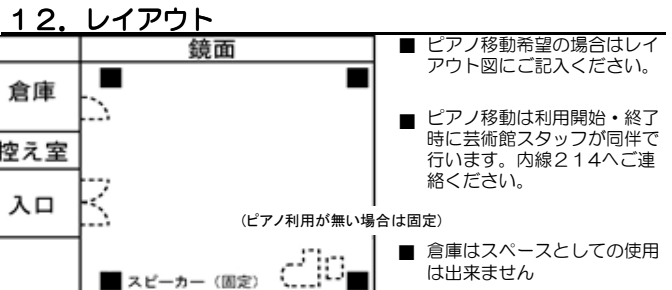 １２．レイアウト
鏡面
倉庫
控え室
入口
(ピアノ利用が無い場合は固定)
■ スピーカー（固定）
■ ピアノ移動希望の場合はレイ
アウト図にご記入ください。
■ ピアノ移動は利用開始・終了
時に芸術館スタッフが同伴で
行います。内線２１４へご連
絡ください。
■ 倉庫はスペースとしての使用
は出来ません